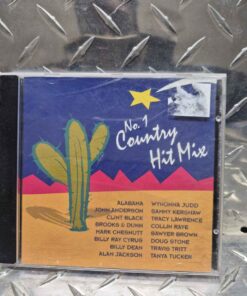 No. 1
Country
Hit Mix
ALABAMA
JOHN ANDERSON
CLINT BLACK
BROOKS & DUNN
MARK CHESNUTT
BILLY RAY CYRUS
BILLY DEAN
ALAN JACKSON
WYNONNA JUDD
SAMMY KERSHAW
TRACY LAWRENCE
COLLIN RAYE
SAWYER BROWN
DOUG STONE
TRAVIS TRITT
TANYA TUCKER